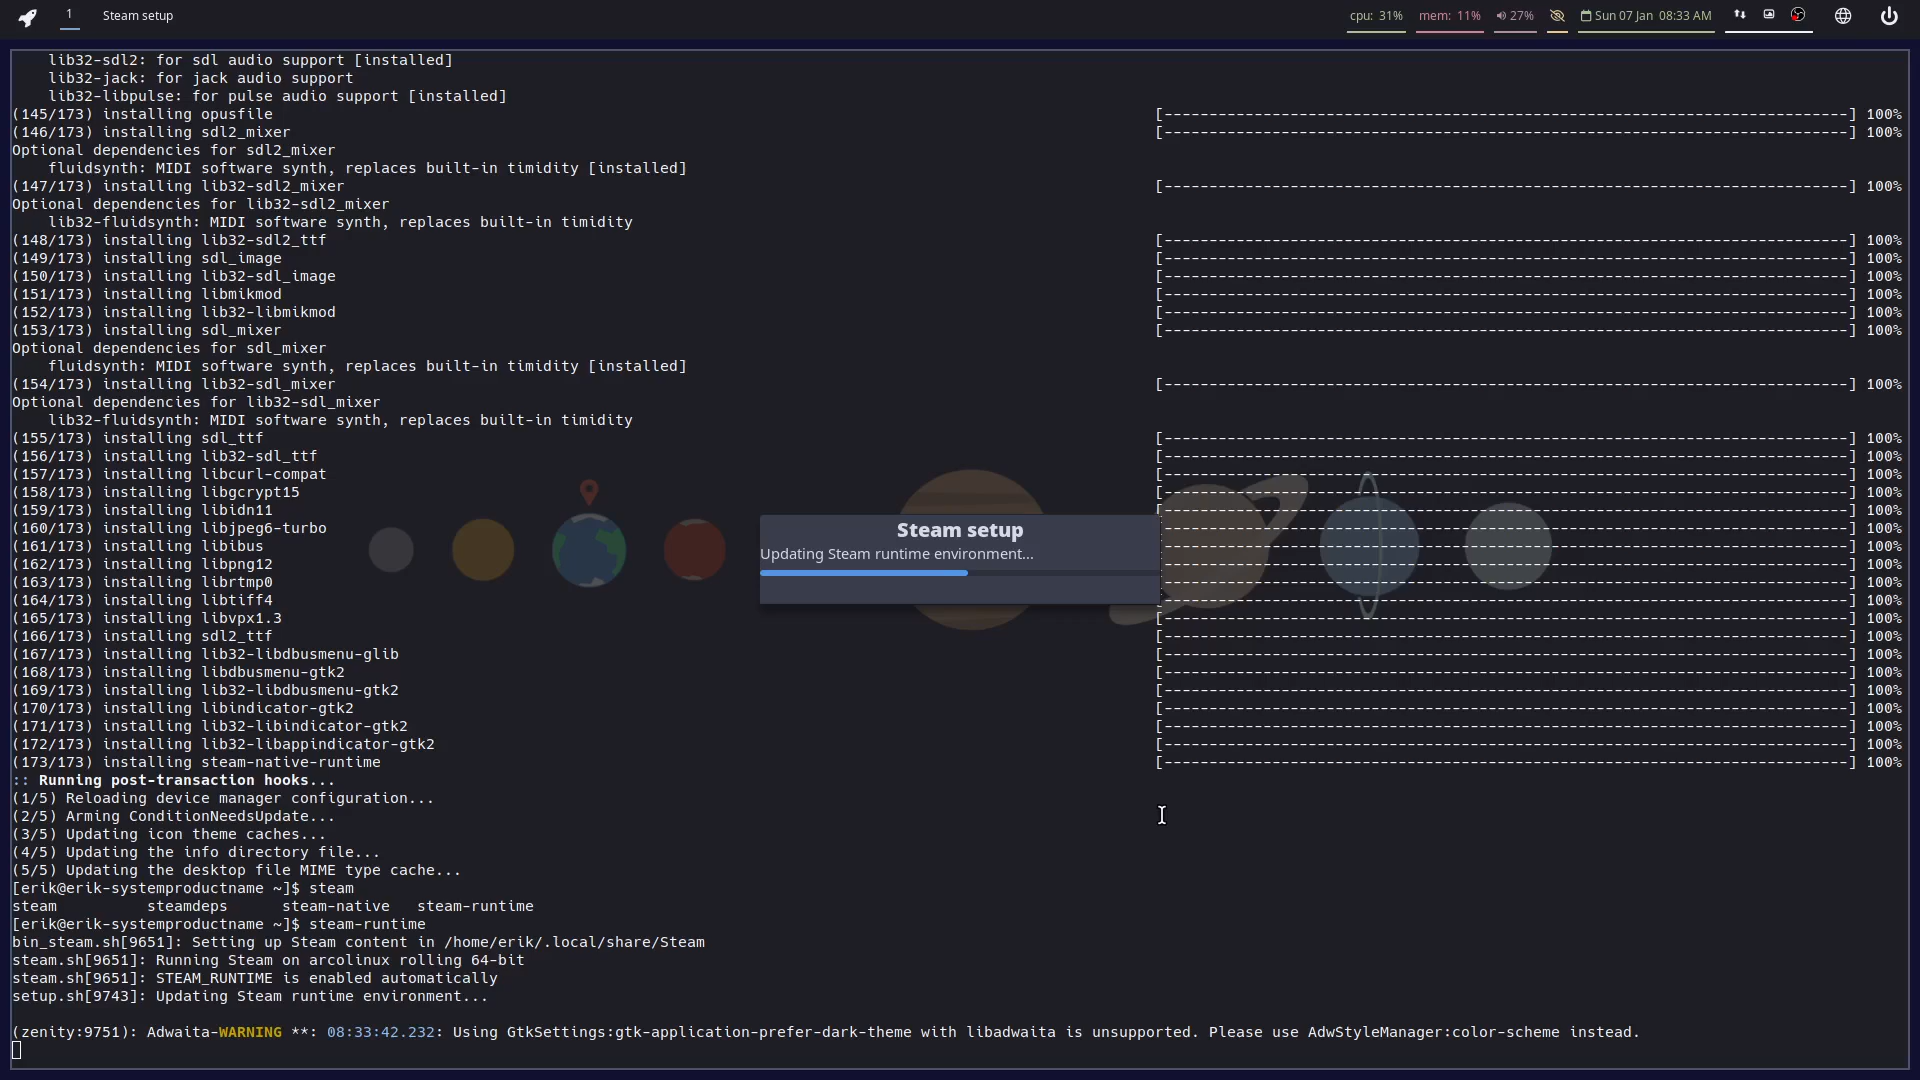 1 Steam setup cpu: 31% mem: 11% 27% Sun 07 Jan 08:33 AM
lib32-sdl2: for sdl audio support [installed]
lib32-jack: for jack audio support
lib32-libpulse: for pulse audio support [installed]
(145/173) installing opusfile [----------------------------------------------------------------------------] 100%
(146/173) installing sdl2_mixer [----------------------------------------------------------------------------] 100%
Optional dependencies for sdl2_mixer
fluidsynth: MIDI software synth, replaces built-in timidity [installed]
(147/173) installing lib32-sdl2_mixer [----------------------------------------------------------------------------] 100%
Optional dependencies for lib32-sdl2_mixer
lib32-fluidsynth: MIDI software synth, replaces built-in timidity
(148/173) installing lib32-sdl2_ttf [----------------------------------------------------------------------------] 100%
(149/173) installing sdl_image [----------------------------------------------------------------------------] 100%
(150/173) installing lib32-sdl_image [----------------------------------------------------------------------------] 100%
(151/173) installing libmikmod [----------------------------------------------------------------------------] 100%
(152/173) installing lib32-libmikmod [----------------------------------------------------------------------------] 100%
(153/173) installing sdl_mixer [----------------------------------------------------------------------------] 100%
Optional dependencies for sdl_mixer
fluidsynth: MIDI software synth, replaces built-in timidity [installed]
(154/173) installing lib32-sdl_mixer [----------------------------------------------------------------------------] 100%
Optional dependencies for lib32-sdl_mixer
lib32-fluidsynth: MIDI software synth, replaces built-in timidity
(155/173) installing sdl_ttf [----------------------------------------------------------------------------] 100%
(156/173) installing lib32-sdl_ttf [----------------------------------------------------------------------------] 100%
(157/173) installing libcurl-compat [----------------------------------------------------------------------------] 100%
(158/173) installing libgcrypt15 [----------------------------------------------------------------------------] 100%
(159/173) installing libidn11 [----------------------------------------------------------------------------] 100%
(160/173) installing libjpeg6-turbo [----------------------------------------------------------------------------] 100%
(161/173) installing libibus [----------------------------------------------------------------------------] 100%
(162/173) installing libpng12 [----------------------------------------------------------------------------] 100%
(163/173) installing librtmp0 [----------------------------------------------------------------------------] 100%
(164/173) installing libtiff4 [----------------------------------------------------------------------------] 100%
(165/173) installing libvpx1.3 [----------------------------------------------------------------------------] 100%
(166/173) installing sdl2_ttf [----------------------------------------------------------------------------] 100%
(167/173) installing lib32-libdbusmenu-glib [----------------------------------------------------------------------------] 100%
(168/173) installing libdbusmenu-gtk2 [----------------------------------------------------------------------------] 100%
(169/173) installing lib32-libdbusmenu-gtk2 [----------------------------------------------------------------------------] 100%
(170/173) installing libindicator-gtk2 [----------------------------------------------------------------------------] 100%
(171/173) installing lib32-libindicator-gtk2 [----------------------------------------------------------------------------] 100%
(172/173) installing lib32-libappindicator-gtk2 [----------------------------------------------------------------------------] 100%
(173/173) installing steam-native-runtime [----------------------------------------------------------------------------] 100%
:: Running post-transaction hooks...
(1/5) Reloading device manager configuration...
(2/5) Arming ConditionNeedsUpdate...
(3/5) Updating icon theme caches...
(4/5) Updating the info directory file...
(5/5) Updating the desktop file MIME type cache...
[erik@erik-systemproductname ~]$ steam
steam steamdeps steam-native steam-runtime
[erik@erik-systemproductname ~]$ steam-runtime
bin_steam.sh[9651]: Setting up Steam content in /home/erik/.local/share/Steam
steam.sh[9651]: Running Steam on arcolinux rolling 64-bit
steam.sh[9651]: STEAM_RUNTIME is enabled automatically
setup.sh[9743]: Updating Steam runtime environment...
(zenity:9751): Adwaita-WARNING **: 08:33:42.232: Using GtkSettings:gtk-application-prefer-dark-theme with libadwaita is unsupported. Please use AdwStyleManager:color-scheme instead.
Steam setup
Updating Steam runtime environment...